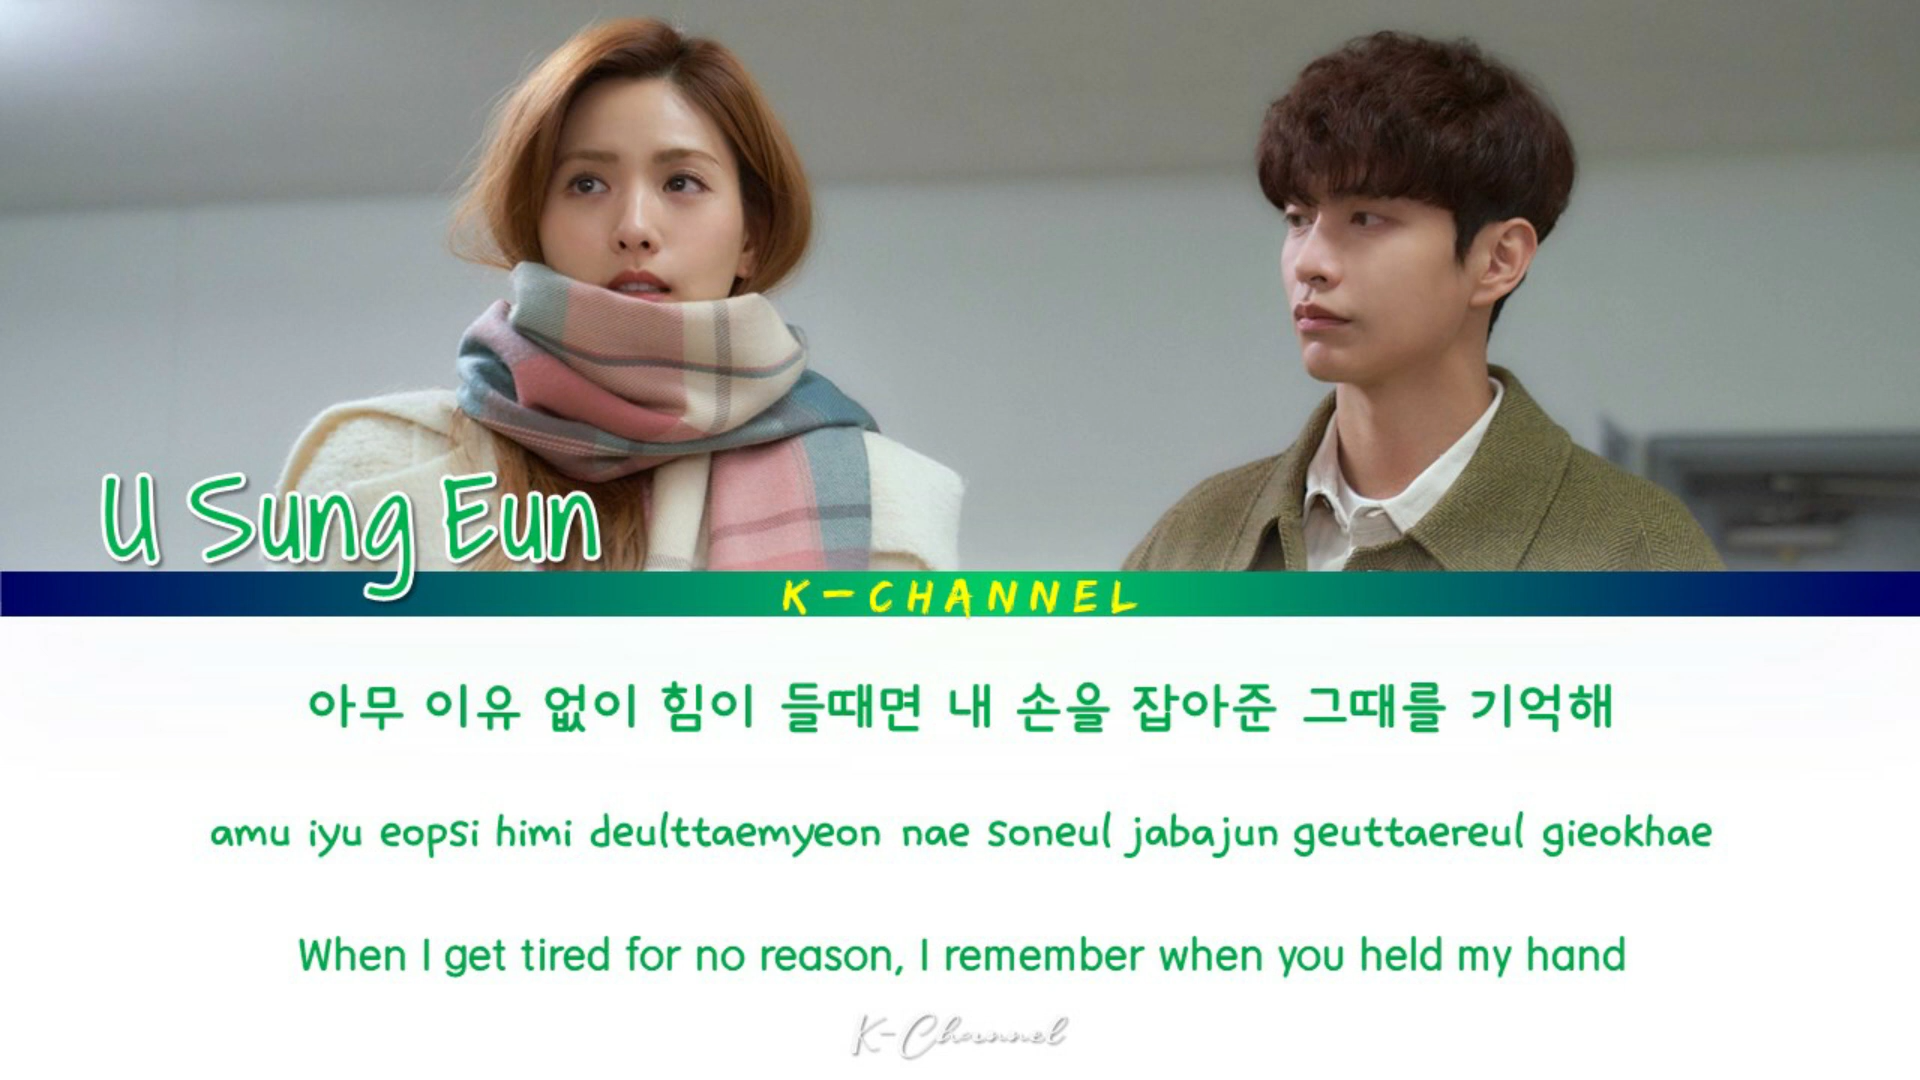 U Sung Eun
K-CHANNEL
아무 이유 없이 힘이 들때면 내 손을 잡아준 그때를 기억해
amu iyu eopsi himi deulttaemyeon nae soneul jabajun geuttaereul gieokhae
When I get tired for no reason, I remember when you held my hand
K-Channel